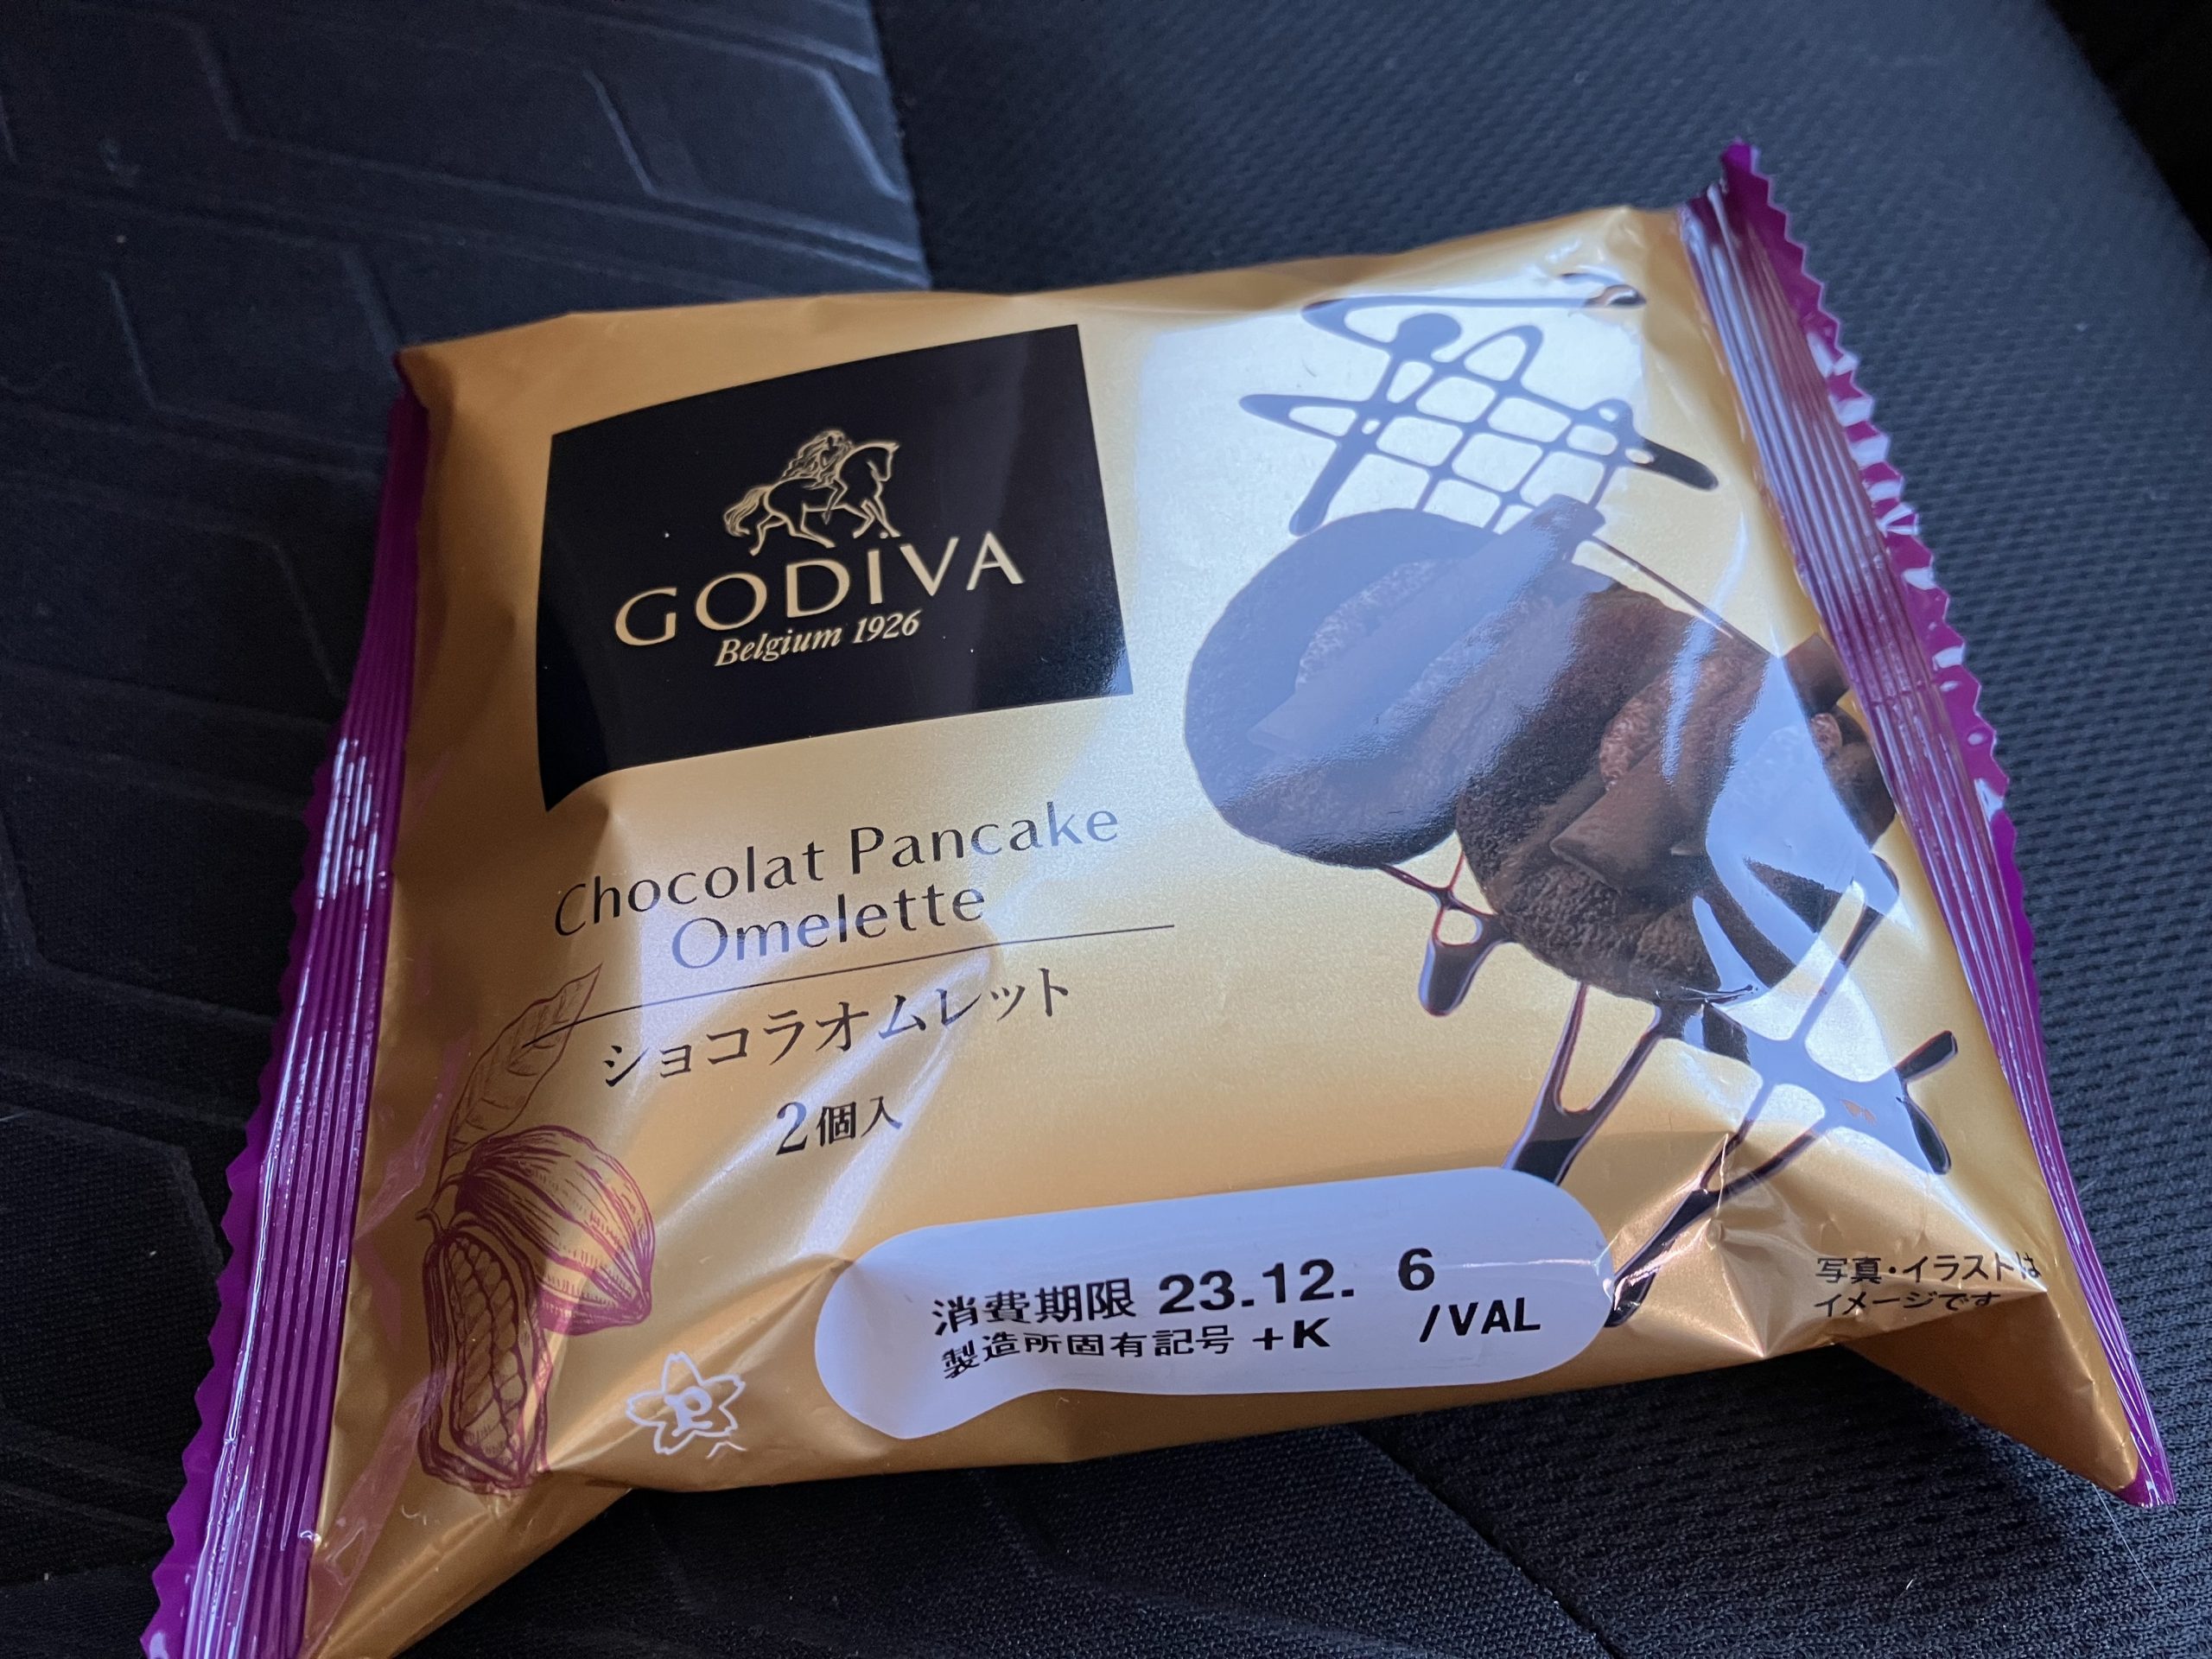 GODIVA
Belgium 1926
Chocolat Pancake
Omelette
ショコラオムレット
2個入
消費期限 23.12. 6
製造所固有記号 +K /VAL
写真・イラストは
イメージです